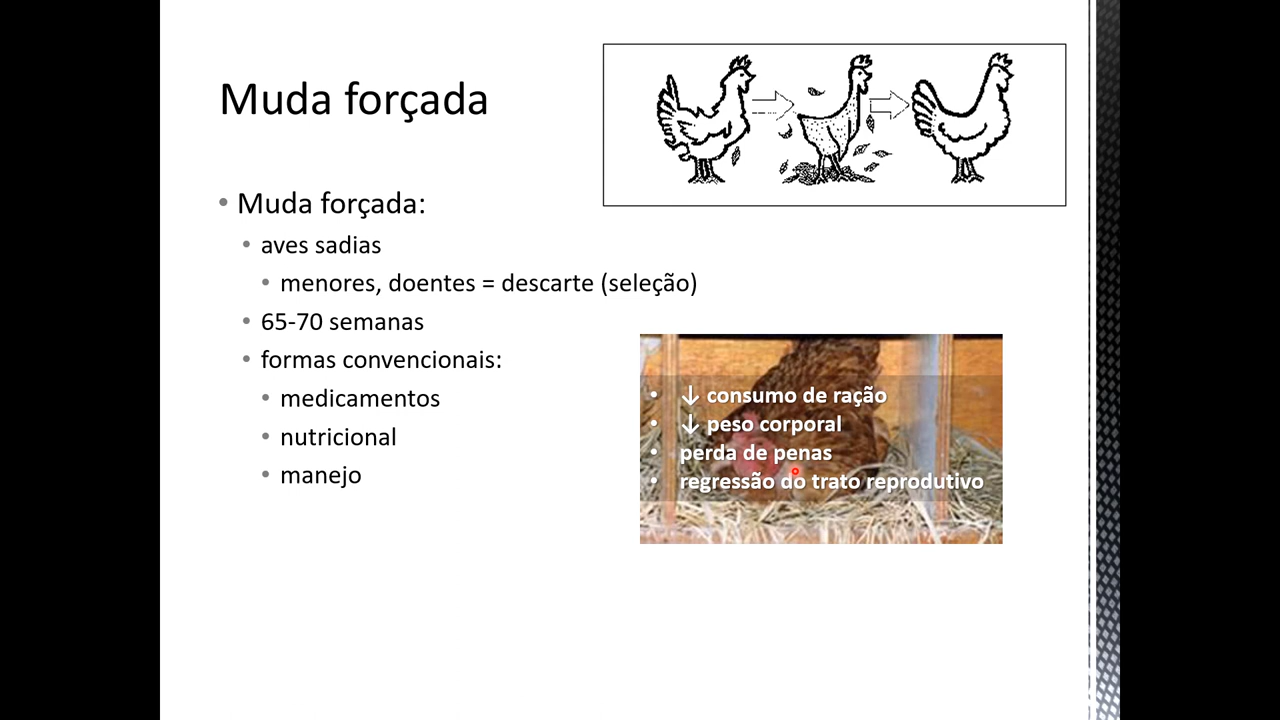 Muda forçada
• Muda forçada:
• aves sadias
• menores, doentes = descarte (seleção)
• 65-70 semanas
• formas convencionais:
• medicamentos
• nutricional
• manejo
• ↓ consumo de ração
• ↓ peso corporal
• perda de penas
• regressão do trato reprodutivo